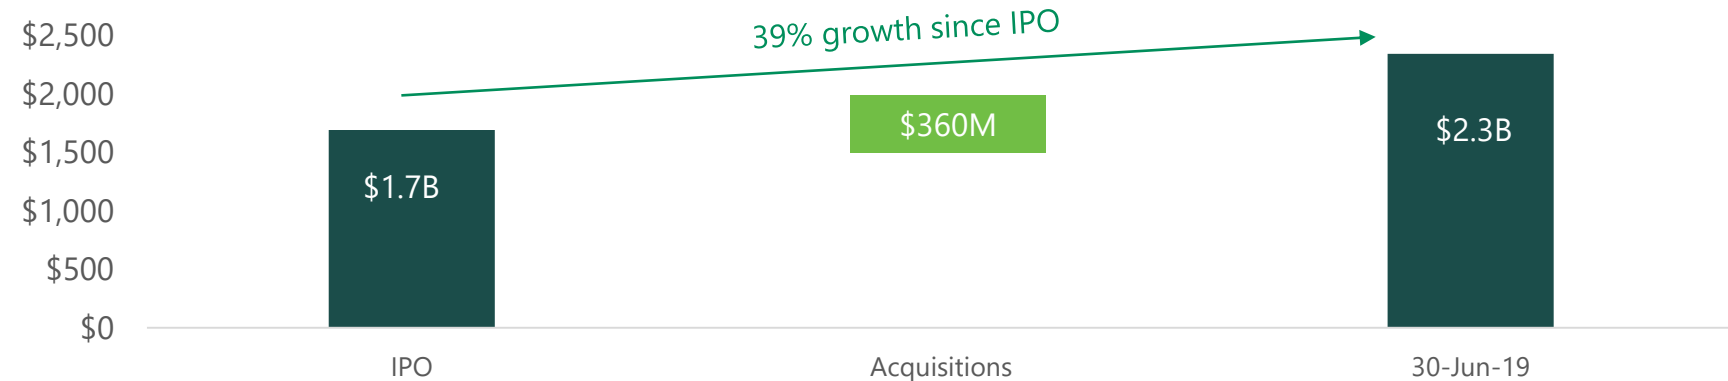 39% growth since IPO
$2,500
$2,000
$1,500
$1,000
$500
$0
$1.7B
$360M
$2.3B
IPO
Acquisitions
30-Jun-19